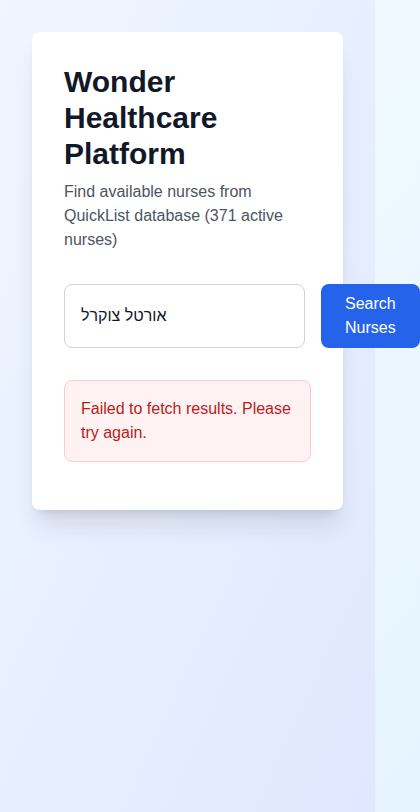 Wonder
Healthcare
Platform
Find available nurses from
QuickList database (371 active
nurses)
אורטל צוקרל
Search
Nurses
Failed to fetch results. Please
try again.